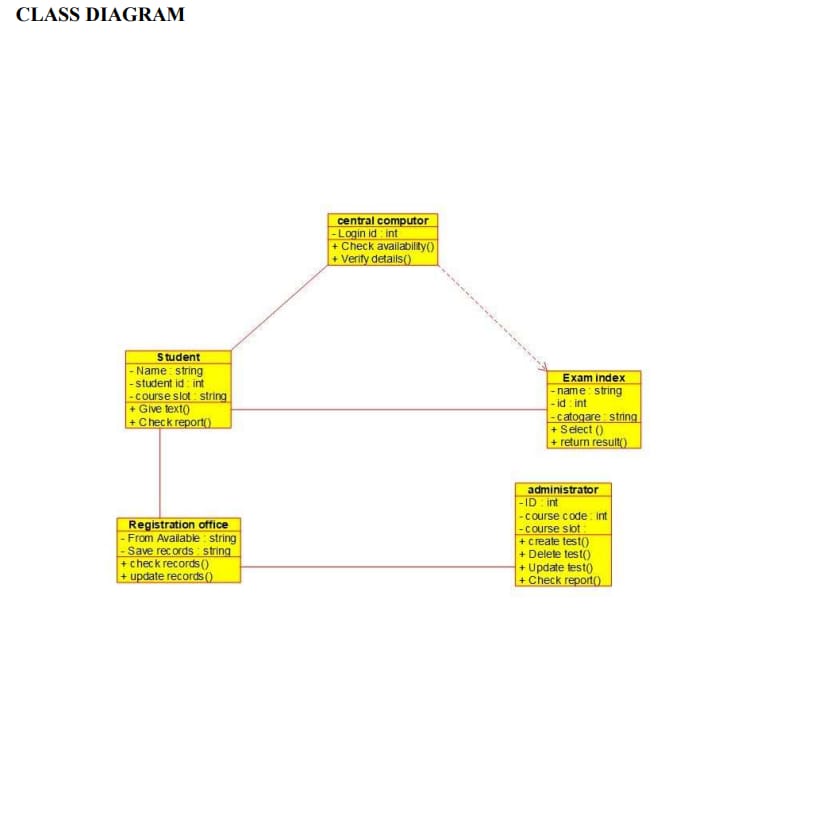 CLASS DIAGRAM
central computor
- Login id : int
+ Check availability()
+ Verify details()
Student
- Name : string
- student id : int
- course slot : string
+ Give text()
+ Check report()
Exam index
- name : string
- id : int
- catogare : string
+ Select ()
+ return result()
Registration office
- From Available : string
- Save records : string
+ check records()
+ update records()
administrator
- ID : int
- course code : int
- course slot :
+ create test()
+ Delete test()
+ Update test()
+ Check report()